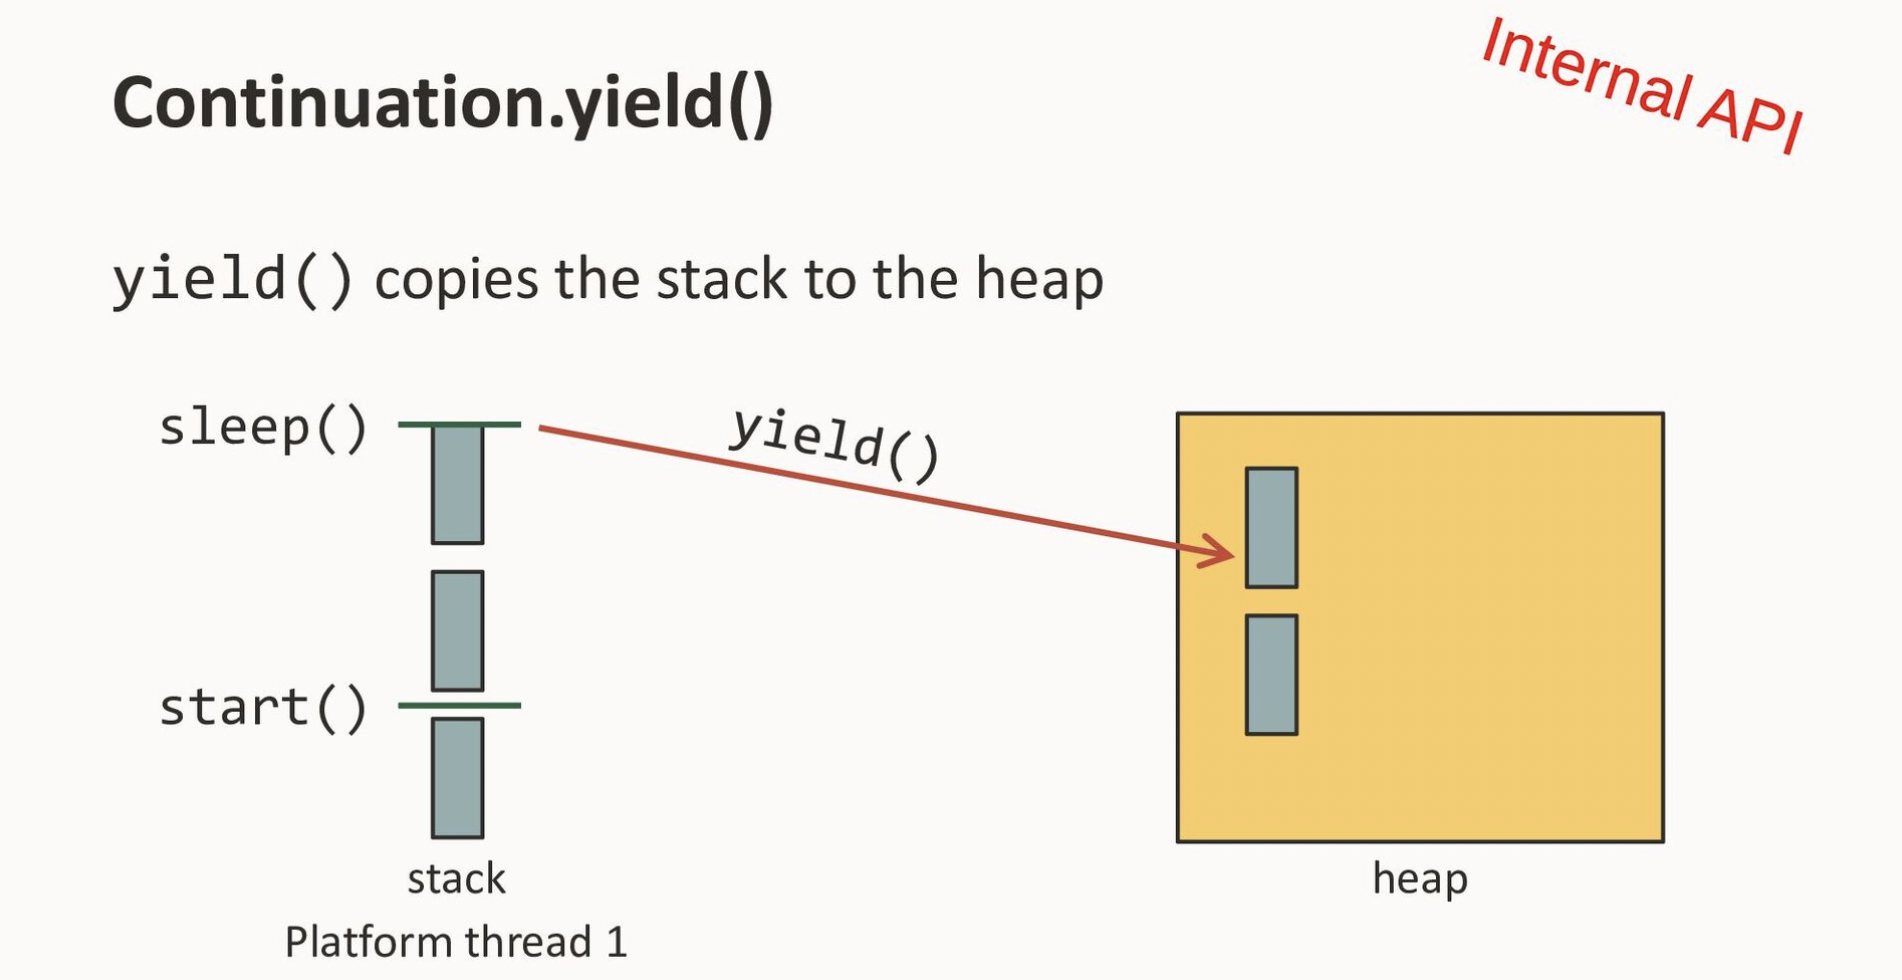 Internal API
Continuation.yield()
yield() copies the stack to the heap
sleep()
yield()
start()
stack
heap
Platform thread 1